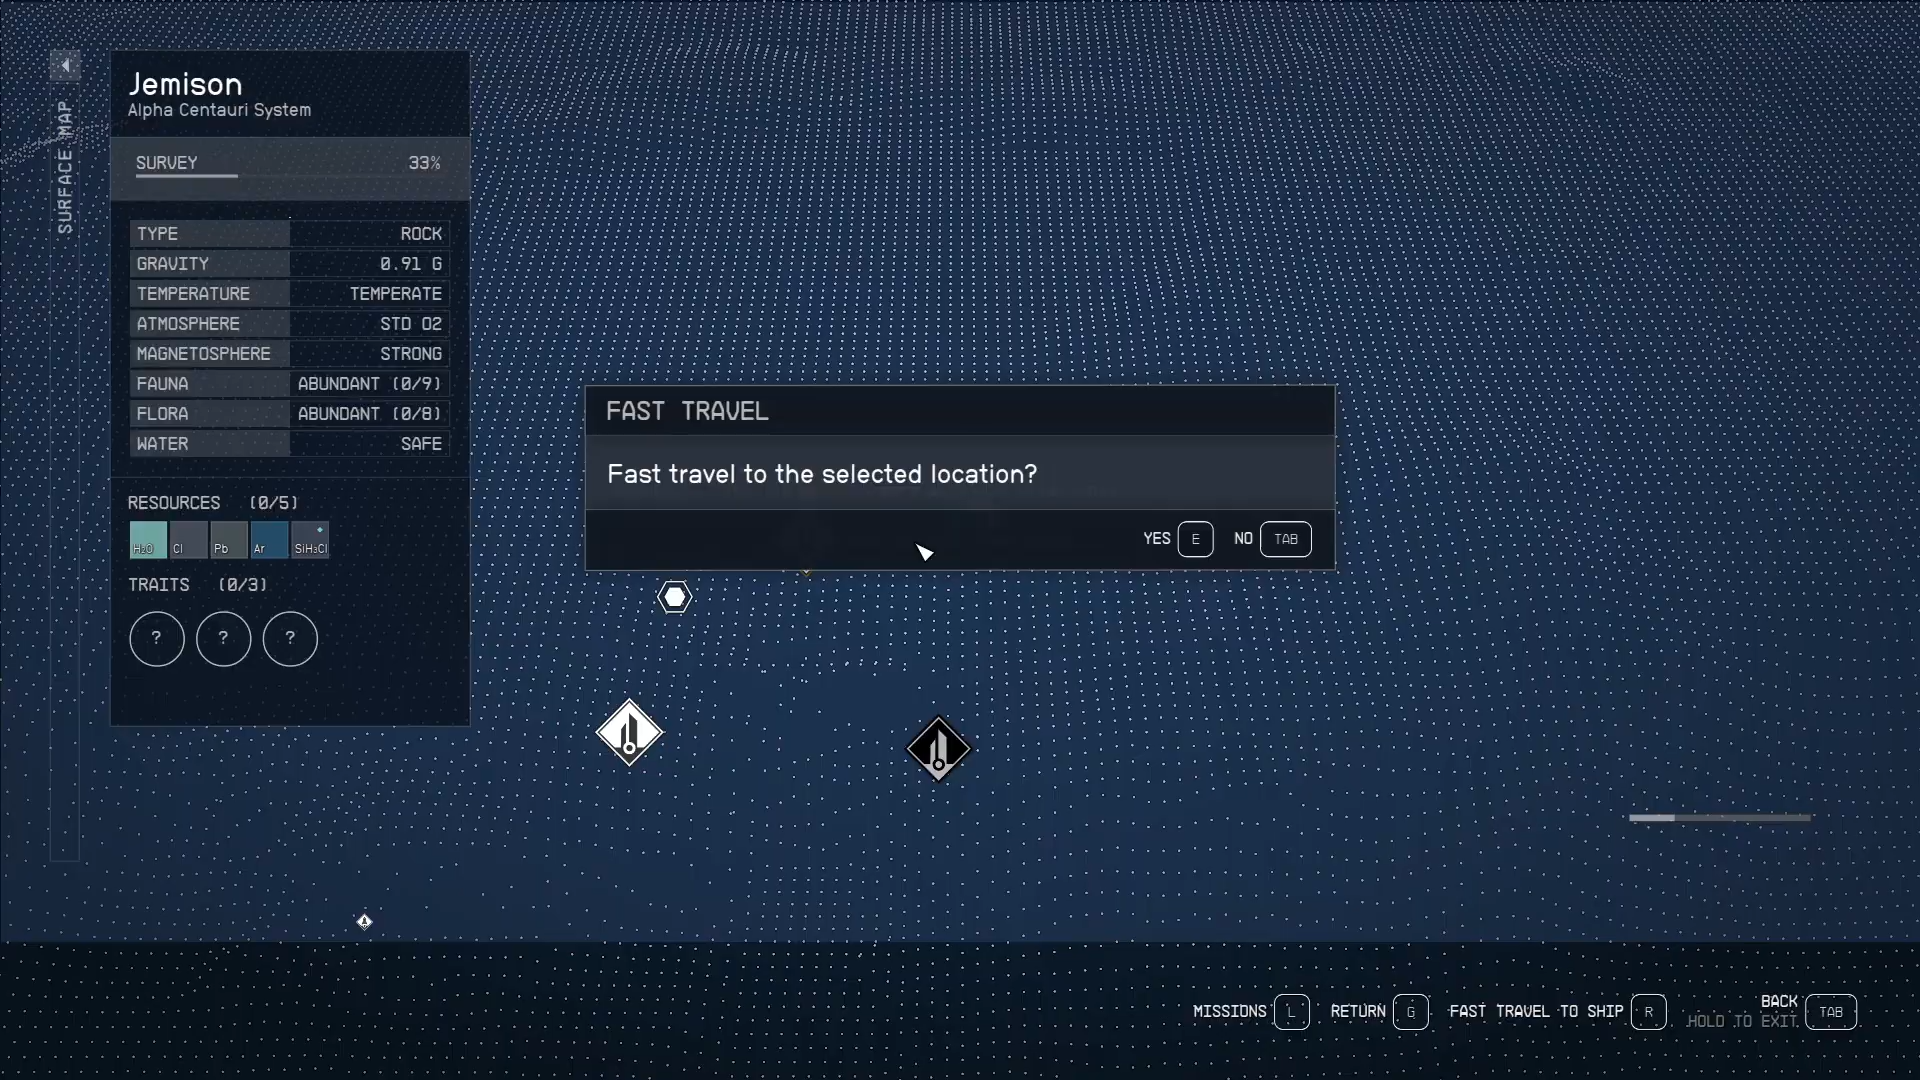 SURFACE MAP
Jemison
Alpha Centauri System
SURVEY 33%
TYPE ROCK
GRAVITY 0.91 G
TEMPERATURE TEMPERATE
ATMOSPHERE STD O2
MAGNETOSPHERE STRONG
FAUNA ABUNDANT (0/9)
FLORA ABUNDANT (0/8)
WATER SAFE
RESOURCES (0/5)
H₂O Cl Pb Ar SiH₃Cl
TRAITS (0/3)
? ? ?
FAST TRAVEL
Fast travel to the selected location?
YES E NO TAB
MISSIONS L RETURN G FAST TRAVEL TO SHIP R BACK TAB
HOLD TO EXIT